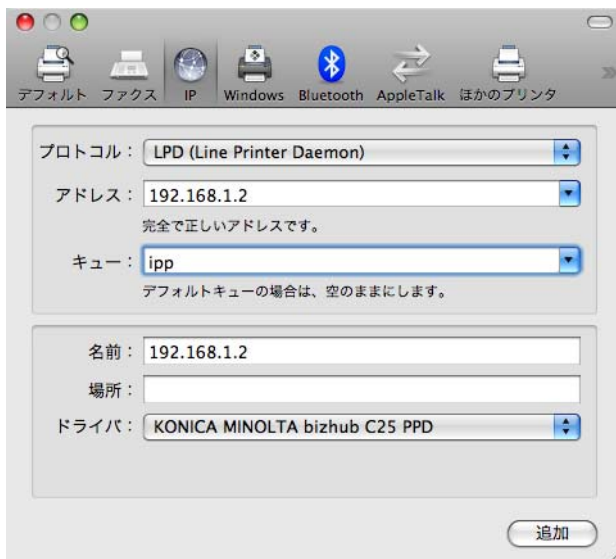 デフォルト ファクス IP Windows Bluetooth AppleTalk ほかのプリンタ
プロトコル： LPD (Line Printer Daemon)
アドレス： 192.168.1.2
完全で正しいアドレスです。
キュー： ipp
デフォルトキューの場合は、空のままにします。
名前： 192.168.1.2
場所：
ドライバ： KONICA MINOLTA bizhub C25 PPD
追加